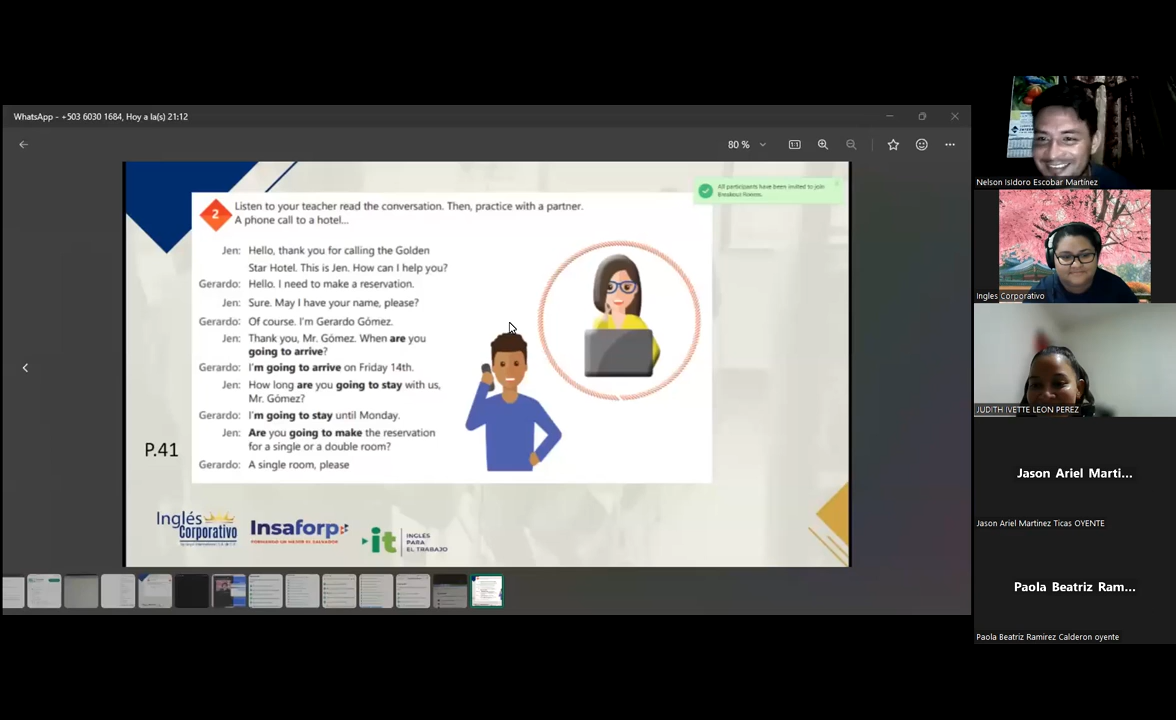 WhatsApp - +503 6030 1684, Hoy a la(s) 21:12
80 %
All participants have been invited to join
Breakout Rooms.
2
Listen to your teacher read the conversation. Then, practice with a partner.
A phone call to a hotel...
Jen: Hello, thank you for calling the Golden
Star Hotel. This is Jen. How can I help you?
Gerardo: Hello. I need to make a reservation.
Jen: Sure. May I have your name, please?
Gerardo: Of course. I'm Gerardo Gómez.
Jen: Thank you, Mr. Gómez. When are you
going to arrive?
Gerardo: I'm going to arrive on Friday 14th.
Jen: How long are you going to stay with us,
Mr. Gómez?
Gerardo: I'm going to stay until Monday.
Jen: Are you going to make the reservation
for a single or a double room?
Gerardo: A single room, please
P.41
Inglés
Corporativo
Insaforp
it
INGLÉS
PARA
EL TRABAJO
Nelson Isidoro Escobar Martínez
Ingles Corporativo
JUDITH IVETTE LEON PEREZ
Jason Ariel Marti...
Jason Ariel Martinez Ticas OYENTE
Paola Beatriz Ram...
Paola Beatriz Ramirez Calderon oyente